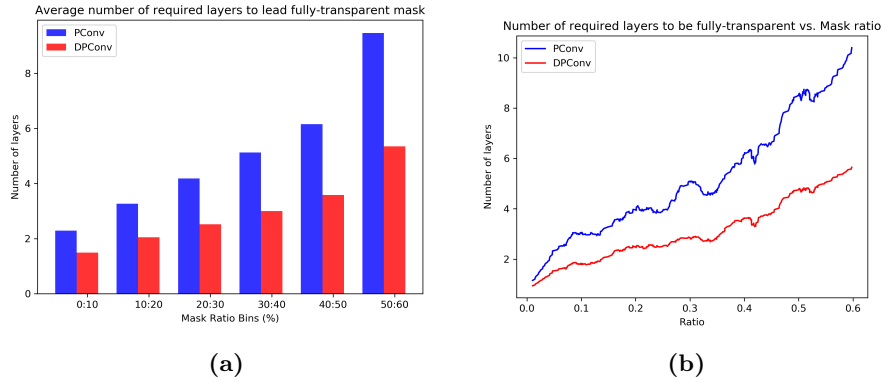 Average number of required layers to lead fully-transparent mask
PConv
DPConv
Number of layers
8
6
4
2
0
0:10 10:20 20:30 30:40 40:50 50:60
Mask Ratio Bins (%)
(a)
Number of required layers to be fully-transparent vs. Mask ratio
PConv
DPConv
Number of layers
10
8
6
4
2
0.0 0.1 0.2 0.3 0.4 0.5 0.6
Ratio
(b)